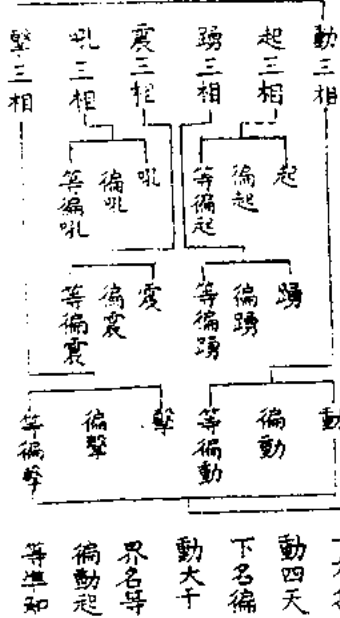 動三相
起三相
踴三相
震三相
吼三相
擊三相
起
徧起
等徧起
吼
徧吼
等徧吼
踴
徧踴
等徧踴
震
徧震
等徧震
動
徧動
等徧動
擊
徧擊
等徧擊
動四天
下名徧
動大千
界名等
徧動起
等準知